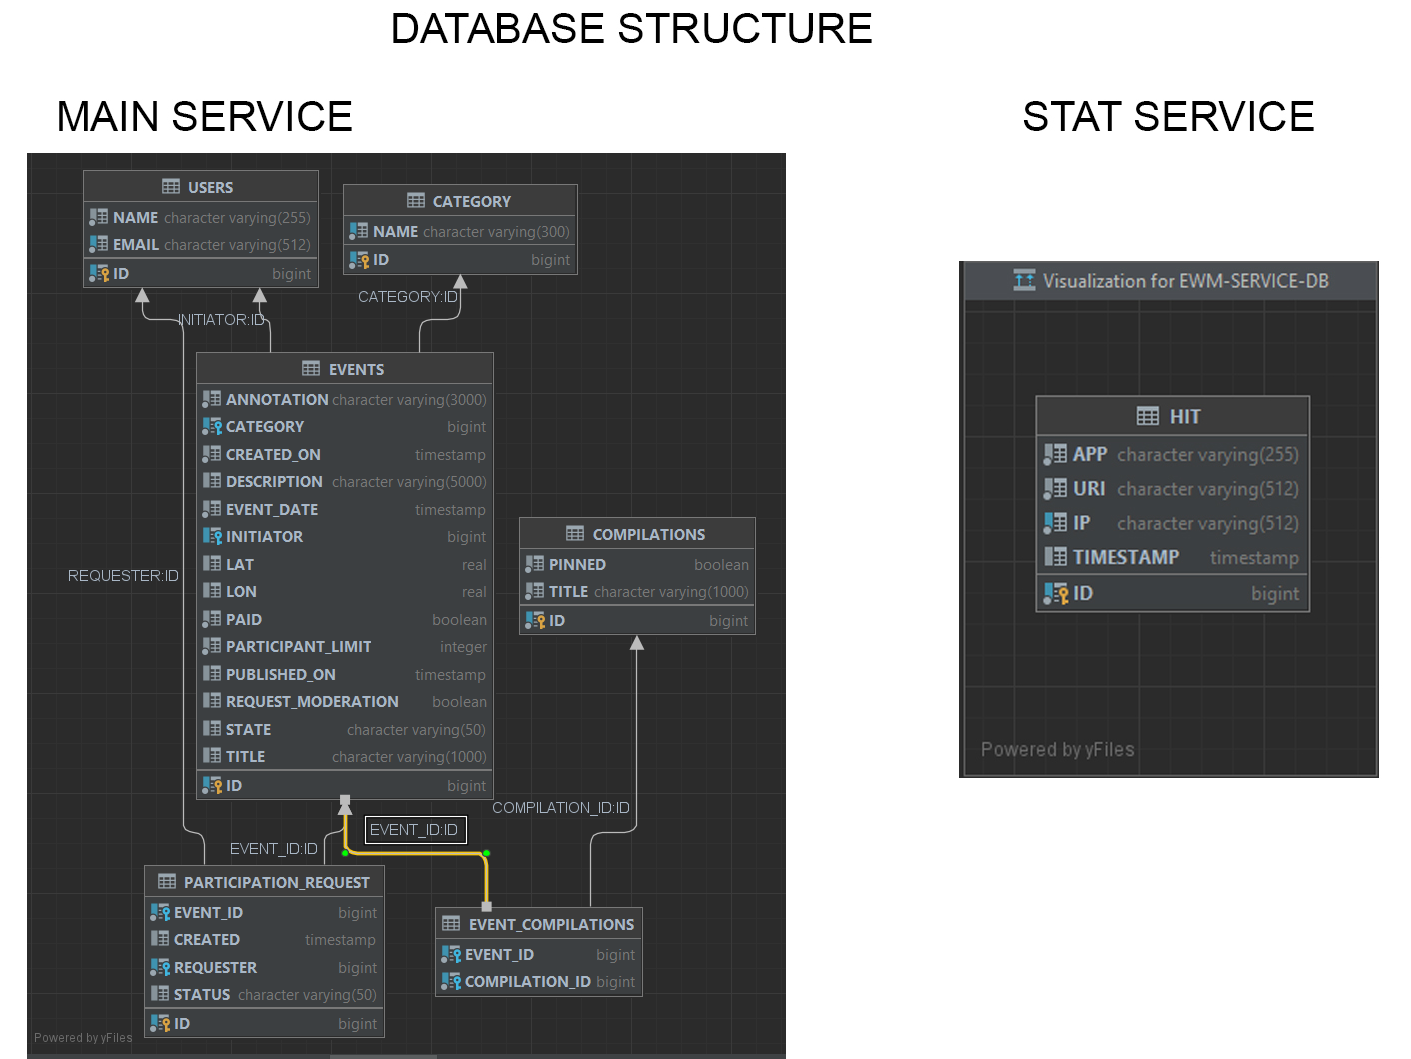 DATABASE STRUCTURE
MAIN SERVICE
STAT SERVICE
USERS
NAME character varying(255)
EMAIL character varying(512)
ID bigint
CATEGORY
NAME character varying(300)
ID bigint
CATEGORY:ID
INITIATOR:ID
EVENTS
ANNOTATION character varying(3000)
CATEGORY bigint
CREATED_ON timestamp
DESCRIPTION character varying(5000)
EVENT_DATE timestamp
INITIATOR bigint
LAT real
LON real
PAID boolean
PARTICIPANT_LIMIT integer
PUBLISHED_ON timestamp
REQUEST_MODERATION boolean
STATE character varying(50)
TITLE character varying(1000)
ID bigint
REQUESTER:ID
COMPILATIONS
PINNED boolean
TITLE character varying(1000)
ID bigint
COMPILATION_ID:ID
EVENT_ID:ID
EVENT_ID:ID
PARTICIPATION_REQUEST
EVENT_ID bigint
CREATED timestamp
REQUESTER bigint
STATUS character varying(50)
ID bigint
EVENT_COMPILATIONS
EVENT_ID bigint
COMPILATION_ID bigint
Powered by yFiles
Visualization for EWM-SERVICE-DB
HIT
APP character varying(255)
URI character varying(512)
IP character varying(512)
TIMESTAMP timestamp
ID bigint
Powered by yFiles